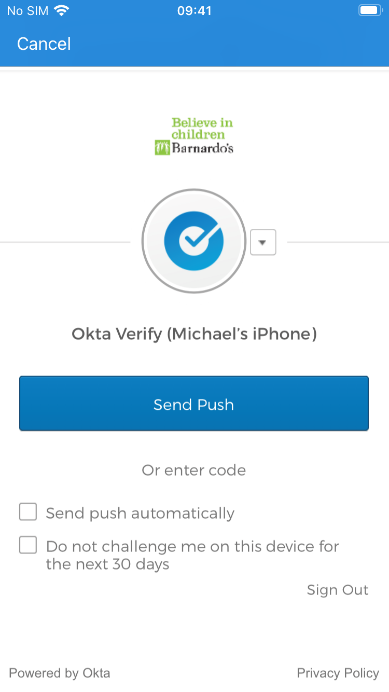 No SIM 09:41
Cancel
Believe in
children
Barnardo's
Okta Verify (Michael's iPhone)
Send Push
Or enter code
Send push automatically
Do not challenge me on this device for
the next 30 days
Sign Out
Powered by Okta Privacy Policy